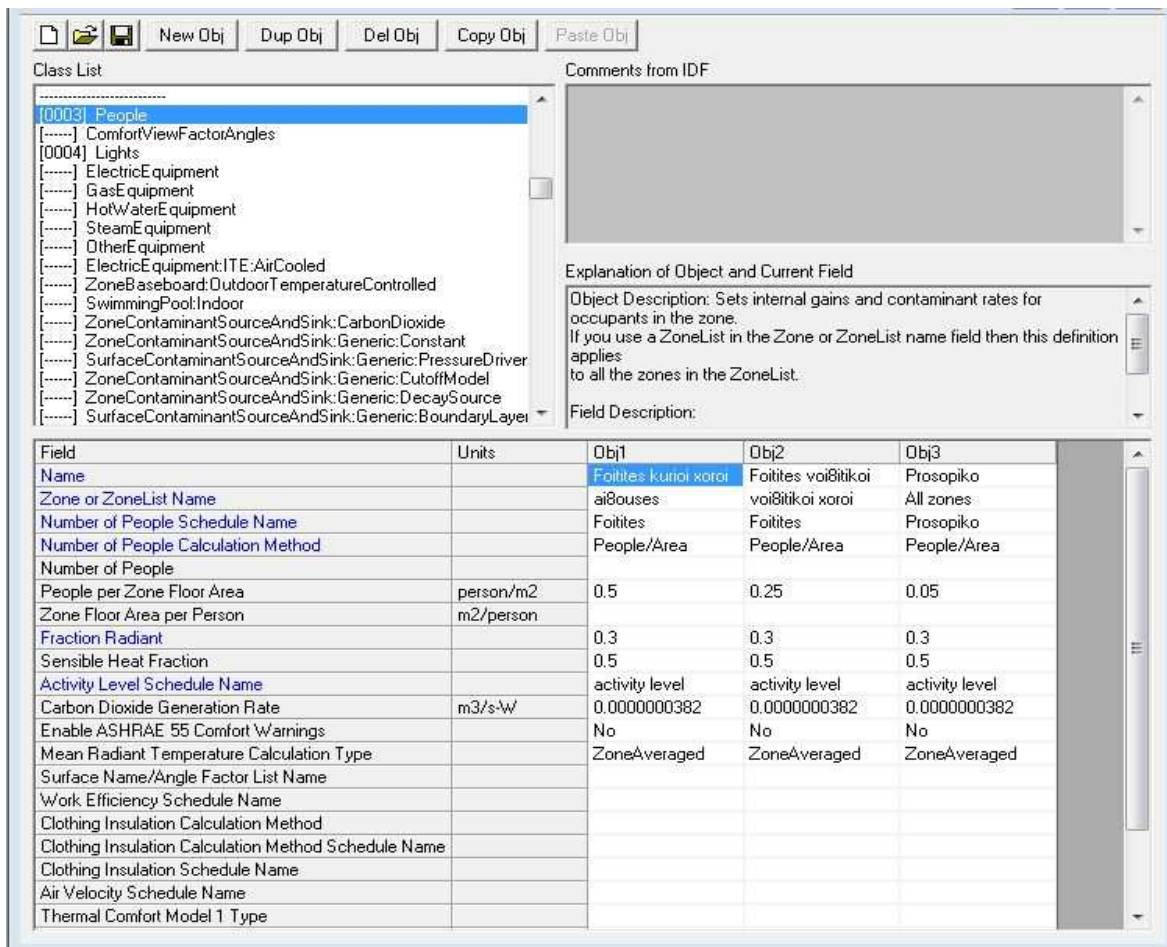 New Obj Dup Obj Del Obj Copy Obj Paste Obj
Class List
[0003] People
[------] ComfortViewFactorAngles
[0004] Lights
[------] ElectricEquipment
[------] GasEquipment
[------] HotWaterEquipment
[------] SteamEquipment
[------] OtherEquipment
[------] ElectricEquipment:ITE:AirCooled
[------] ZoneBaseboard:OutdoorTemperatureControlled
[------] SwimmingPool:Indoor
[------] ZoneContaminantSourceAndSink:CarbonDioxide
[------] ZoneContaminantSourceAndSink:Generic:Constant
[------] SurfaceContaminantSourceAndSink:Generic:PressureDriver
[------] ZoneContaminantSourceAndSink:Generic:CutoffModel
[------] ZoneContaminantSourceAndSink:Generic:DecaySource
[------] SurfaceContaminantSourceAndSink:Generic:BoundaryLayer
Comments from IDF
Explanation of Object and Current Field
Object Description: Sets internal gains and contaminant rates for
occupants in the zone.
If you use a ZoneList in the Zone or ZoneList name field then this definition
applies
to all the zones in the ZoneList.
Field Description:
Field Units Obj1 Obj2 Obj3
Name Foitites kurioi xoroi Foitites voi8itikoi Prosopiko
Zone or ZoneList Name ai8ouses voi8itikoi xoroi All zones
Number of People Schedule Name Foitites Foitites Prosopiko
Number of People Calculation Method People/Area People/Area People/Area
Number of People
People per Zone Floor Area person/m2 0.5 0.25 0.05
Zone Floor Area per Person m2/person
Fraction Radiant 0.3 0.3 0.3
Sensible Heat Fraction 0.5 0.5 0.5
Activity Level Schedule Name activity level activity level activity level
Carbon Dioxide Generation Rate m3/s-W 0.0000000382 0.0000000382 0.0000000382
Enable ASHRAE 55 Comfort Warnings No No No
Mean Radiant Temperature Calculation Type ZoneAveraged ZoneAveraged ZoneAveraged
Surface Name/Angle Factor List Name
Work Efficiency Schedule Name
Clothing Insulation Calculation Method
Clothing Insulation Calculation Method Schedule Name
Clothing Insulation Schedule Name
Air Velocity Schedule Name
Thermal Comfort Model 1 Type